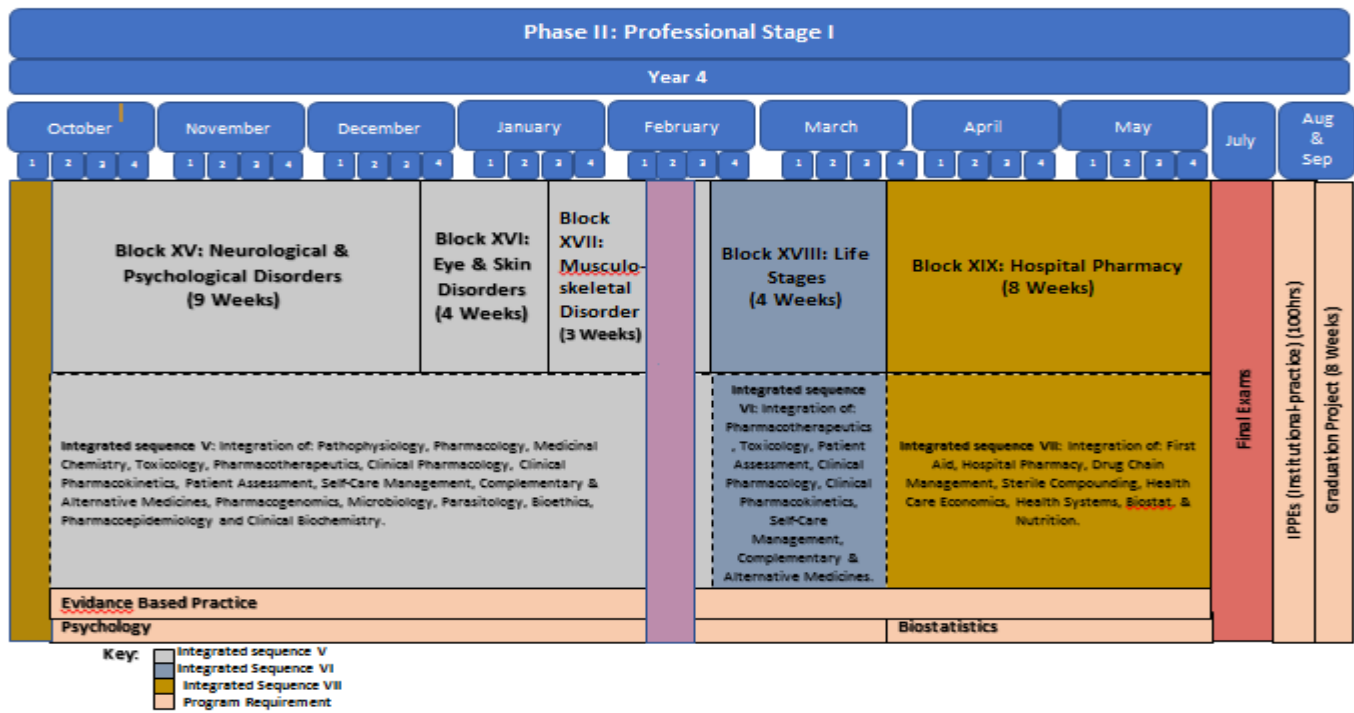 Phase II: Professional Stage I
Year 4
October
November
December
January
February
March
April
May
July
Aug
&
Sep
1 2 3 4
1 2 3 4
1 2 3 4
1 2 3 4
1 2 3 4
1 2 3 4
1 2 3 4
1 2 3 4
Block XV: Neurological &
Psychological Disorders
(9 Weeks)
Block XVI:
Eye & Skin
Disorders
(4 Weeks)
Block
XVII:
Musculo-
skeletal
Disorder
(3 Weeks)
Block XVIII: Life
Stages
(4 Weeks)
Block XIX: Hospital Pharmacy
(8 Weeks)
Integrated sequence V: Integration of: Pathophysiology, Pharmacology, Medicinal
Chemistry, Toxicology, Pharmacotherapeutics, Clinical Pharmacology, Clinical
Pharmacokinetics, Patient Assessment, Self-Care Management, Complementary &
Alternative Medicines, Pharmacogenomics, Microbiology, Parasitology, Bioethics,
Pharmacoepidemiology and Clinical Biochemistry.
Integrated sequence
VI: Integration of:
Pharmacotherapeutics
, Toxicology, Patient
Assessment, Clinical
Pharmacology, Clinical
Pharmacokinetics,
Self-Care
Management,
Complementary &
Alternative Medicines.
Integrated sequence VII: Integration of: First
Aid, Hospital Pharmacy, Drug Chain
Management, Sterile Compounding, Health
Care Economics, Health Systems, Biostat, &
Nutrition.
Final Exams
IPPEs (Institutional-practice) (100hrs)
Graduation Project (8 Weeks)
Evidance Based Practice
Psychology
Biostatistics
Key:
Integrated sequence V
Integrated Sequence VI
Integrated Sequence VII
Program Requirement